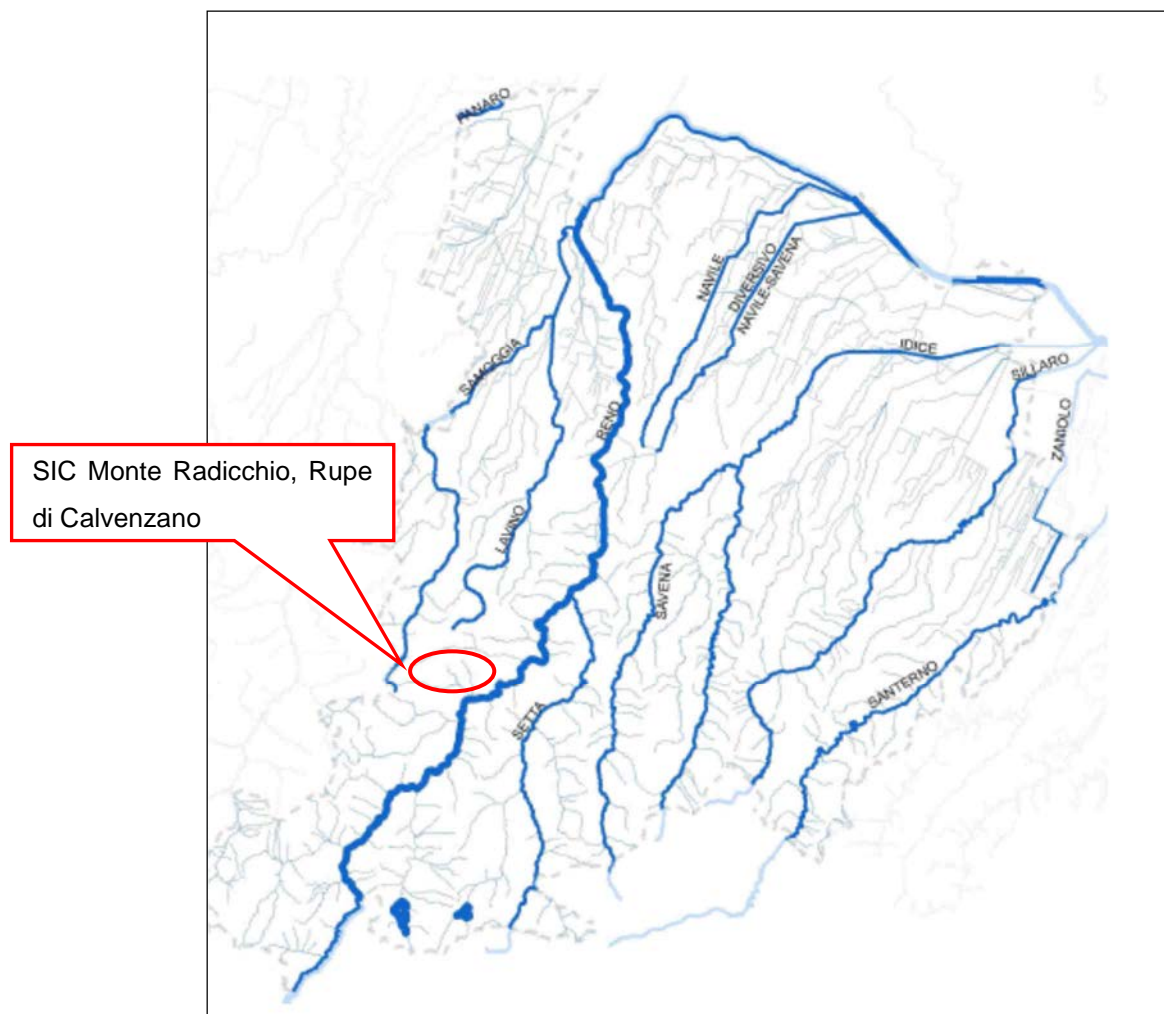 PANARO
NAVILE
DIVERSIVO
NAVILE-SAVENA
IDICE
SILLARO
SAMOGGIA
ZANIOLO
RENO
SIC Monte Radicchio, Rupe
di Calvenzano
LAVINO
SAVENA
SANTERNO
SETTA